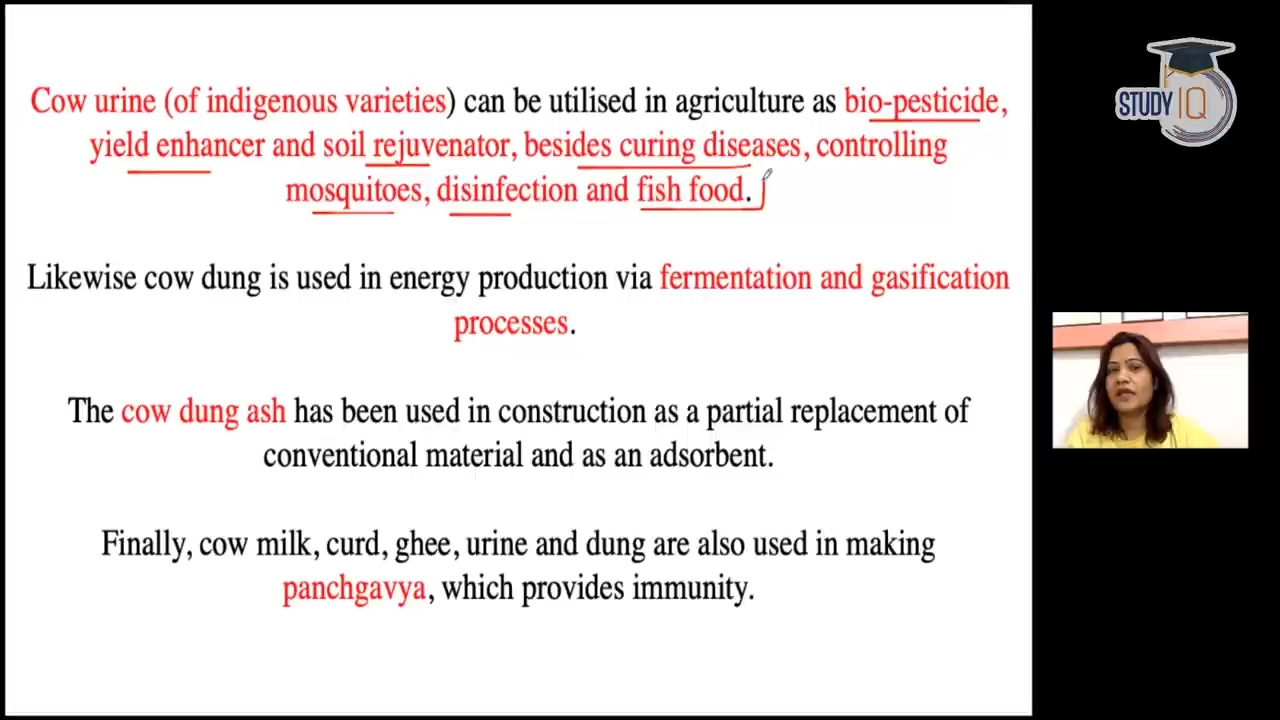 Cow urine (of indigenous varieties) can be utilised in agriculture as bio-pesticide,
yield enhancer and soil rejuvenator, besides curing diseases, controlling
mosquitoes, disinfection and fish food.
Likewise cow dung is used in energy production via fermentation and gasification
processes.
The cow dung ash has been used in construction as a partial replacement of
conventional material and as an adsorbent.
Finally, cow milk, curd, ghee, urine and dung are also used in making
panchgavya, which provides immunity.
STUDY IQ